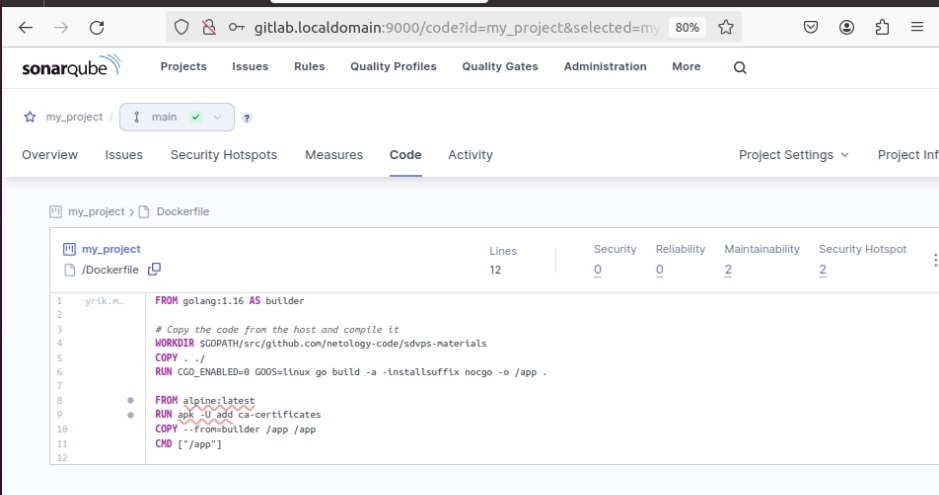 gitlab.localdomain:9000/code?id=my_project&selected=my
80%
sonarqube
Projects Issues Rules Quality Profiles Quality Gates Administration More
my_project / main ?
Overview Issues Security Hotspots Measures Code Activity Project Settings Project Inf
my_project > Dockerfile
my_project
/Dockerfile
Lines
12
Security Reliability Maintainability Security Hotspot
0 0 2 2
1 yrik.m… FROM golang:1.16 AS builder
2
3 # Copy the code from the host and compile it
4 WORKDIR $GOPATH/src/github.com/netology-code/sdvps-materials
5 COPY . ./
6 RUN CGO_ENABLED=0 GOOS=linux go build -a -installsuffix nocgo -o /app .
7
8 FROM alpine:latest
9 RUN apk -U add ca-certificates
10 COPY --from=builder /app /app
11 CMD ["/app"]
12